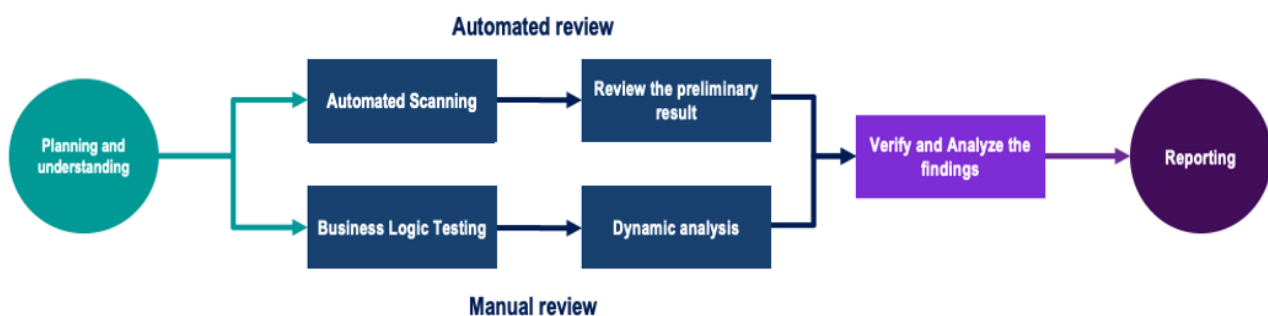 Automated review
Planning and
understanding
Automated Scanning
Review the preliminary
result
Business Logic Testing
Dynamic analysis
Verify and Analyze the
findings
Reporting
Manual review